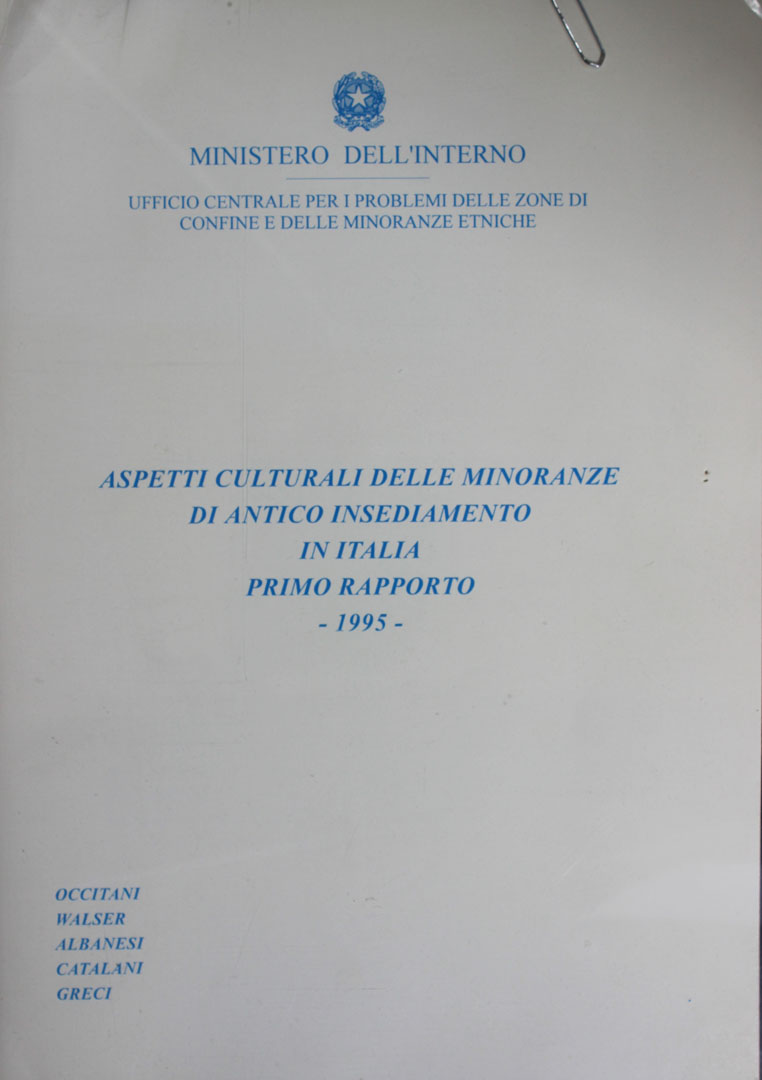 MINISTERO DELL'INTERNO
UFFICIO CENTRALE PER I PROBLEMI DELLE ZONE DI
CONFINE E DELLE MINORANZE ETNICHE
ASPETTI CULTURALI DELLE MINORANZE
DI ANTICO INSEDIAMENTO
IN ITALIA
PRIMO RAPPORTO
- 1995 -
OCCITANI
WALSER
ALBANESI
CATALANI
GRECI